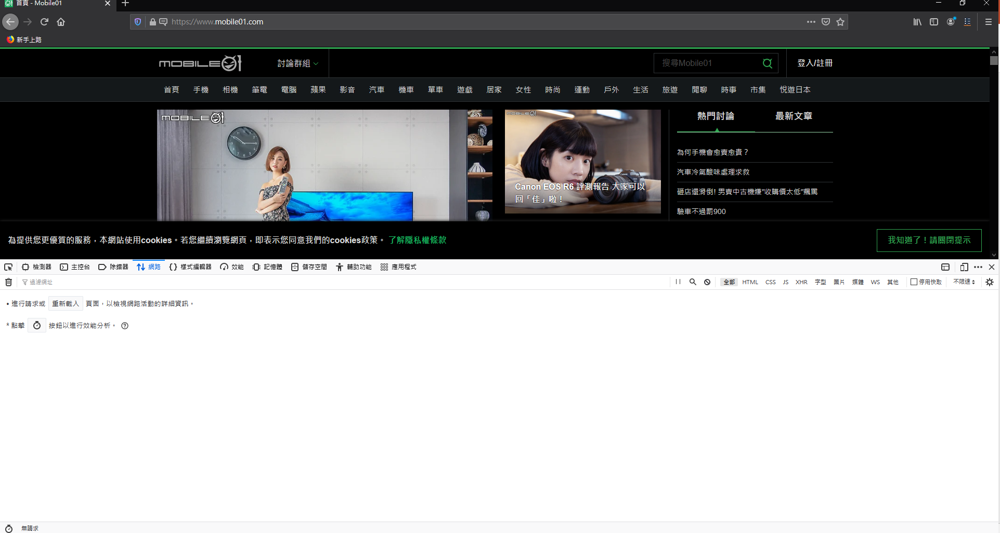 首頁 - Mobile01
https://www.mobile01.com
新手上路
MOBILE01
討論群組
搜尋Mobile01
登入/註冊
首頁 手機 相機 筆電 電腦 蘋果 影音 汽車 機車 單車 遊戲 居家 女性 時尚 運動 戶外 生活 旅遊 閒聊 時事 市集 悅遊日本
MOBILE01
MOBILE01
Canon EOS R6 評測報告 大家可以
回「佳」啦！
熱門討論 最新文章
為何手機會愈賣愈貴？
汽車冷氣酸味處理求救
砸店還滑倒! 男賣中古機嫌"收購價太低"飆罵
驗車不過罰900
為提供您更優質的服務，本網站使用cookies。若您繼續瀏覽網頁，即表示您同意我們的cookies政策。 了解隱私權條款
我知道了！請關閉提示
檢測器 主控台 除錯器 網路 樣式編輯器 效能 記憶體 儲存空間 輔助功能 應用程式
過濾網址
全部 HTML CSS JS XHR 字型 圖片 媒體 WS 其他 停用快取 不限速
• 進行請求或 重新載入 頁面，以檢視網路活動的詳細資訊。
* 點擊 按鈕以進行效能分析。
無請求